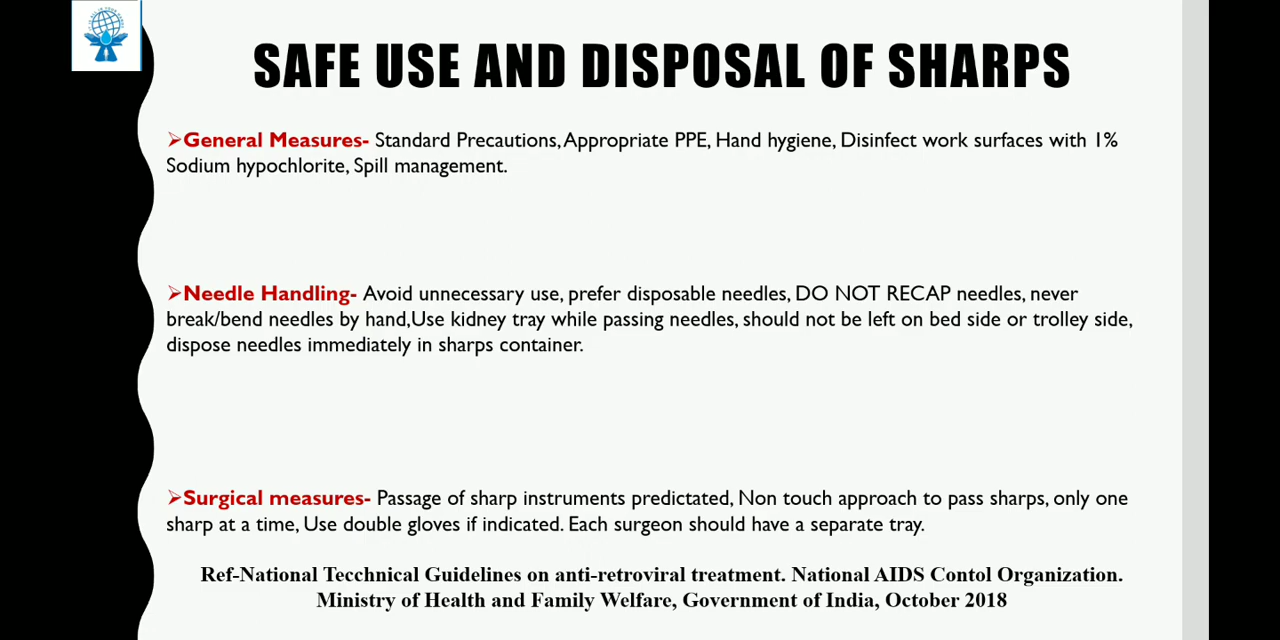 SAFE USE AND DISPOSAL OF SHARPS
➢General Measures- Standard Precautions, Appropriate PPE, Hand hygiene, Disinfect work surfaces with 1%
Sodium hypochlorite, Spill management.
➢Needle Handling- Avoid unnecessary use, prefer disposable needles, DO NOT RECAP needles, never
break/bend needles by hand,Use kidney tray while passing needles, should not be left on bed side or trolley side,
dispose needles immediately in sharps container.
➢Surgical measures- Passage of sharp instruments predictated, Non touch approach to pass sharps, only one
sharp at a time, Use double gloves if indicated. Each surgeon should have a separate tray.
Ref-National Tecchnical Guidelines on anti-retroviral treatment. National AIDS Contol Organization.
Ministry of Health and Family Welfare, Government of India, October 2018